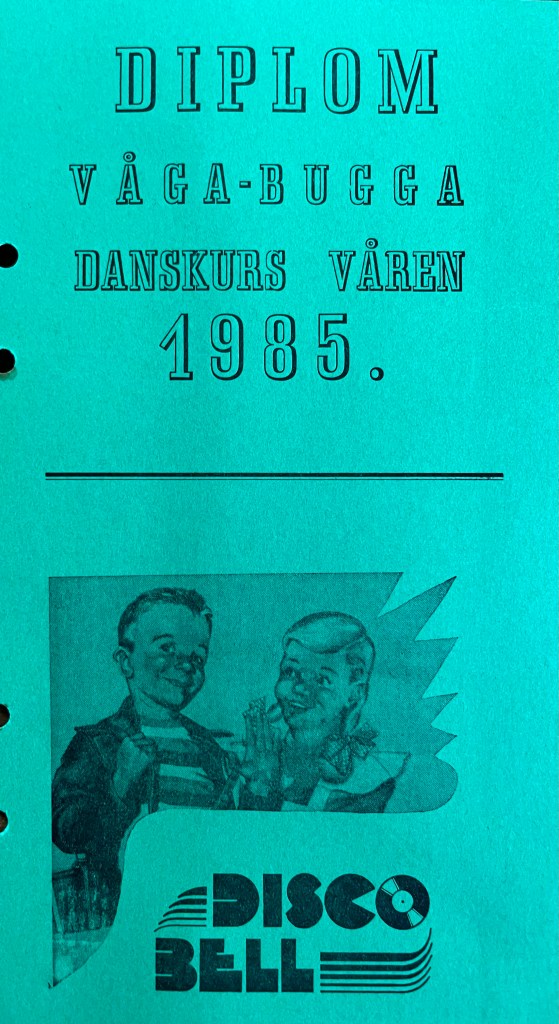 DIPLOM
VÅGA-BUGGA
DANSKURS VÅREN
1985.
DISCO
BELL